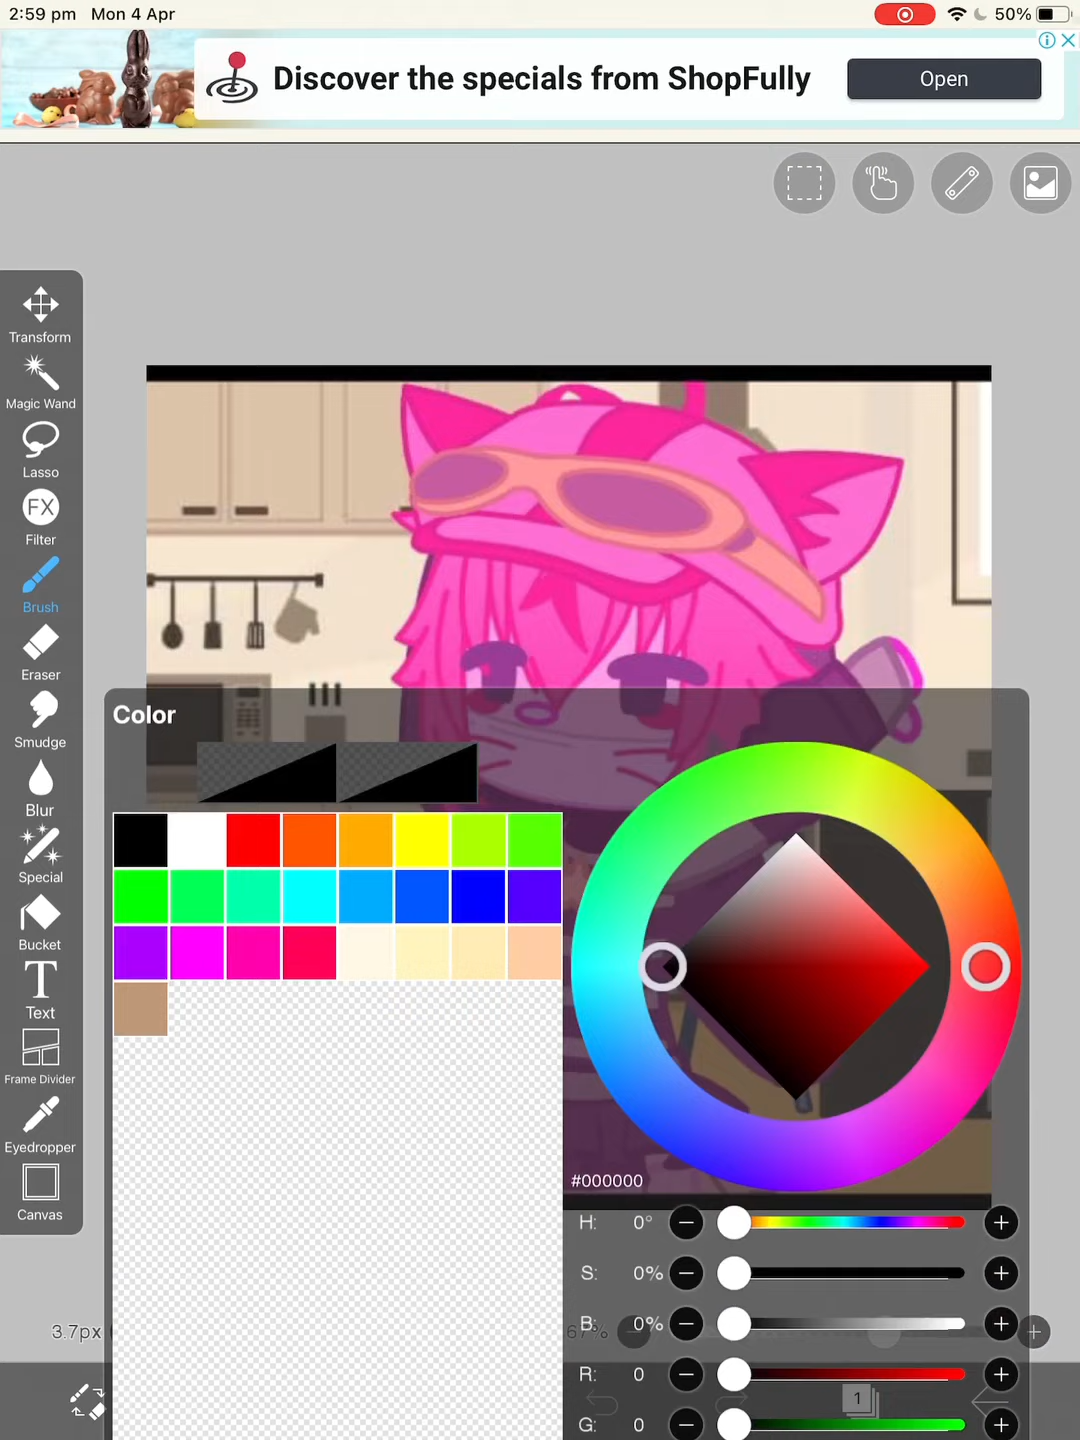 2:59 pm Mon 4 Apr 50%
Discover the specials from ShopFully
Open
Transform
Magic Wand
Lasso
FX
Filter
Brush
Eraser
Smudge
Blur
Special
Bucket
T
Text
Frame Divider
Eyedropper
Canvas
Color
#000000
H: 0°
S: 0%
B: 0%
R: 0
G: 0
3.7px
1